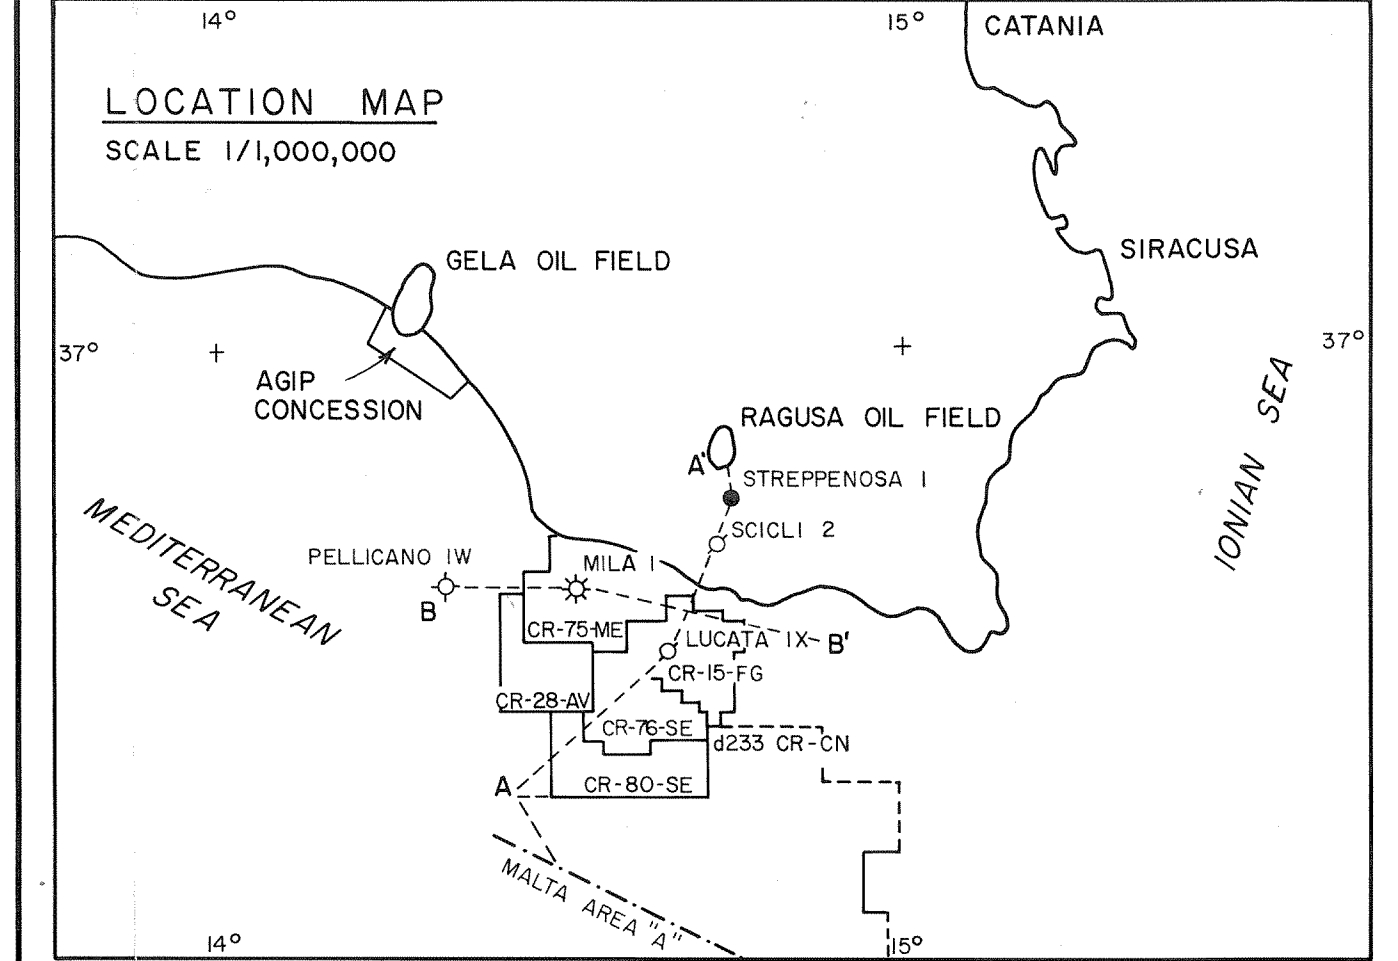 14° 15° CATANIA
LOCATION MAP
SCALE 1/1,000,000
GELA OIL FIELD
SIRACUSA
37° 37°
AGIP
CONCESSION
IONIAN SEA
RAGUSA OIL FIELD
A'
STREPPENOSA 1
SCICLI 2
MEDITERRANEAN
SEA
PELLICANO 1W
MILA 1
B
CR-75-ME
LUCATA 1X
B'
CR-15-FG
CR-28-AV
CR-76-SE
d233 CR-CN
A
CR-80-SE
MALTA AREA "A"
14° 15°